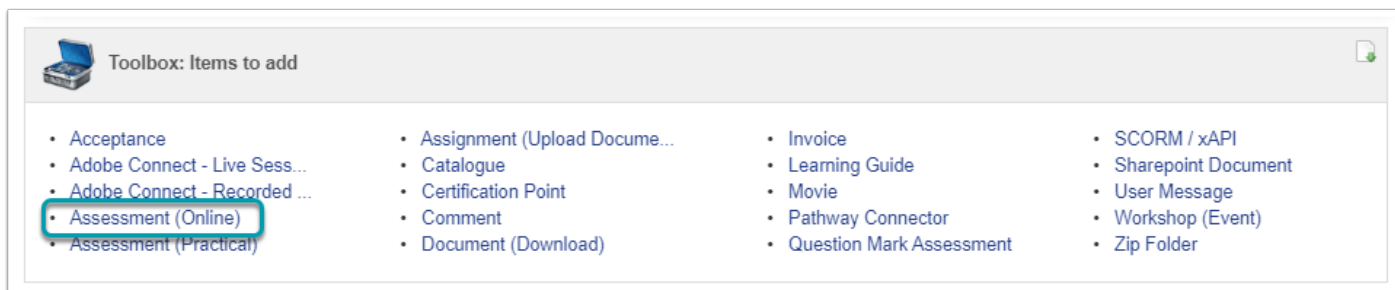 Toolbox: Items to add
• Acceptance
• Adobe Connect - Live Sess...
• Adobe Connect - Recorded ...
• Assessment (Online)
• Assessment (Practical)
• Assignment (Upload Docume...
• Catalogue
• Certification Point
• Comment
• Document (Download)
• Invoice
• Learning Guide
• Movie
• Pathway Connector
• Question Mark Assessment
• SCORM / xAPI
• Sharepoint Document
• User Message
• Workshop (Event)
• Zip Folder